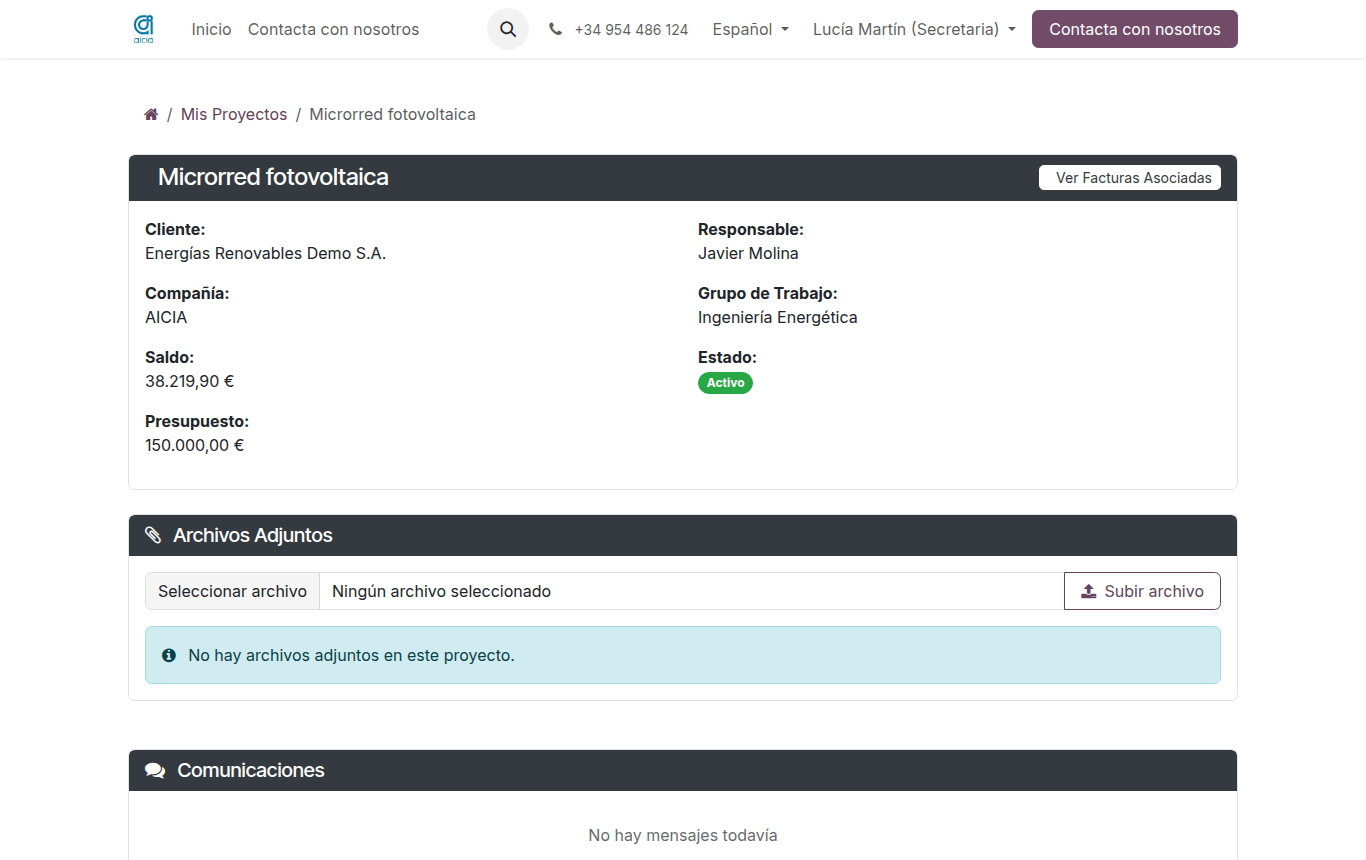 aicia
Inicio
Contacta con nosotros
+34 954 486 124
Español
Lucía Martín (Secretaria)
Contacta con nosotros
/ Mis Proyectos / Microrred fotovoltaica
Microrred fotovoltaica
Ver Facturas Asociadas
Cliente:
Energías Renovables Demo S.A.
Responsable:
Javier Molina
Compañía:
AICIA
Grupo de Trabajo:
Ingeniería Energética
Saldo:
38.219,90 €
Estado:
Activo
Presupuesto:
150.000,00 €
Archivos Adjuntos
Seleccionar archivo
Ningún archivo seleccionado
Subir archivo
No hay archivos adjuntos en este proyecto.
Comunicaciones
No hay mensajes todavía